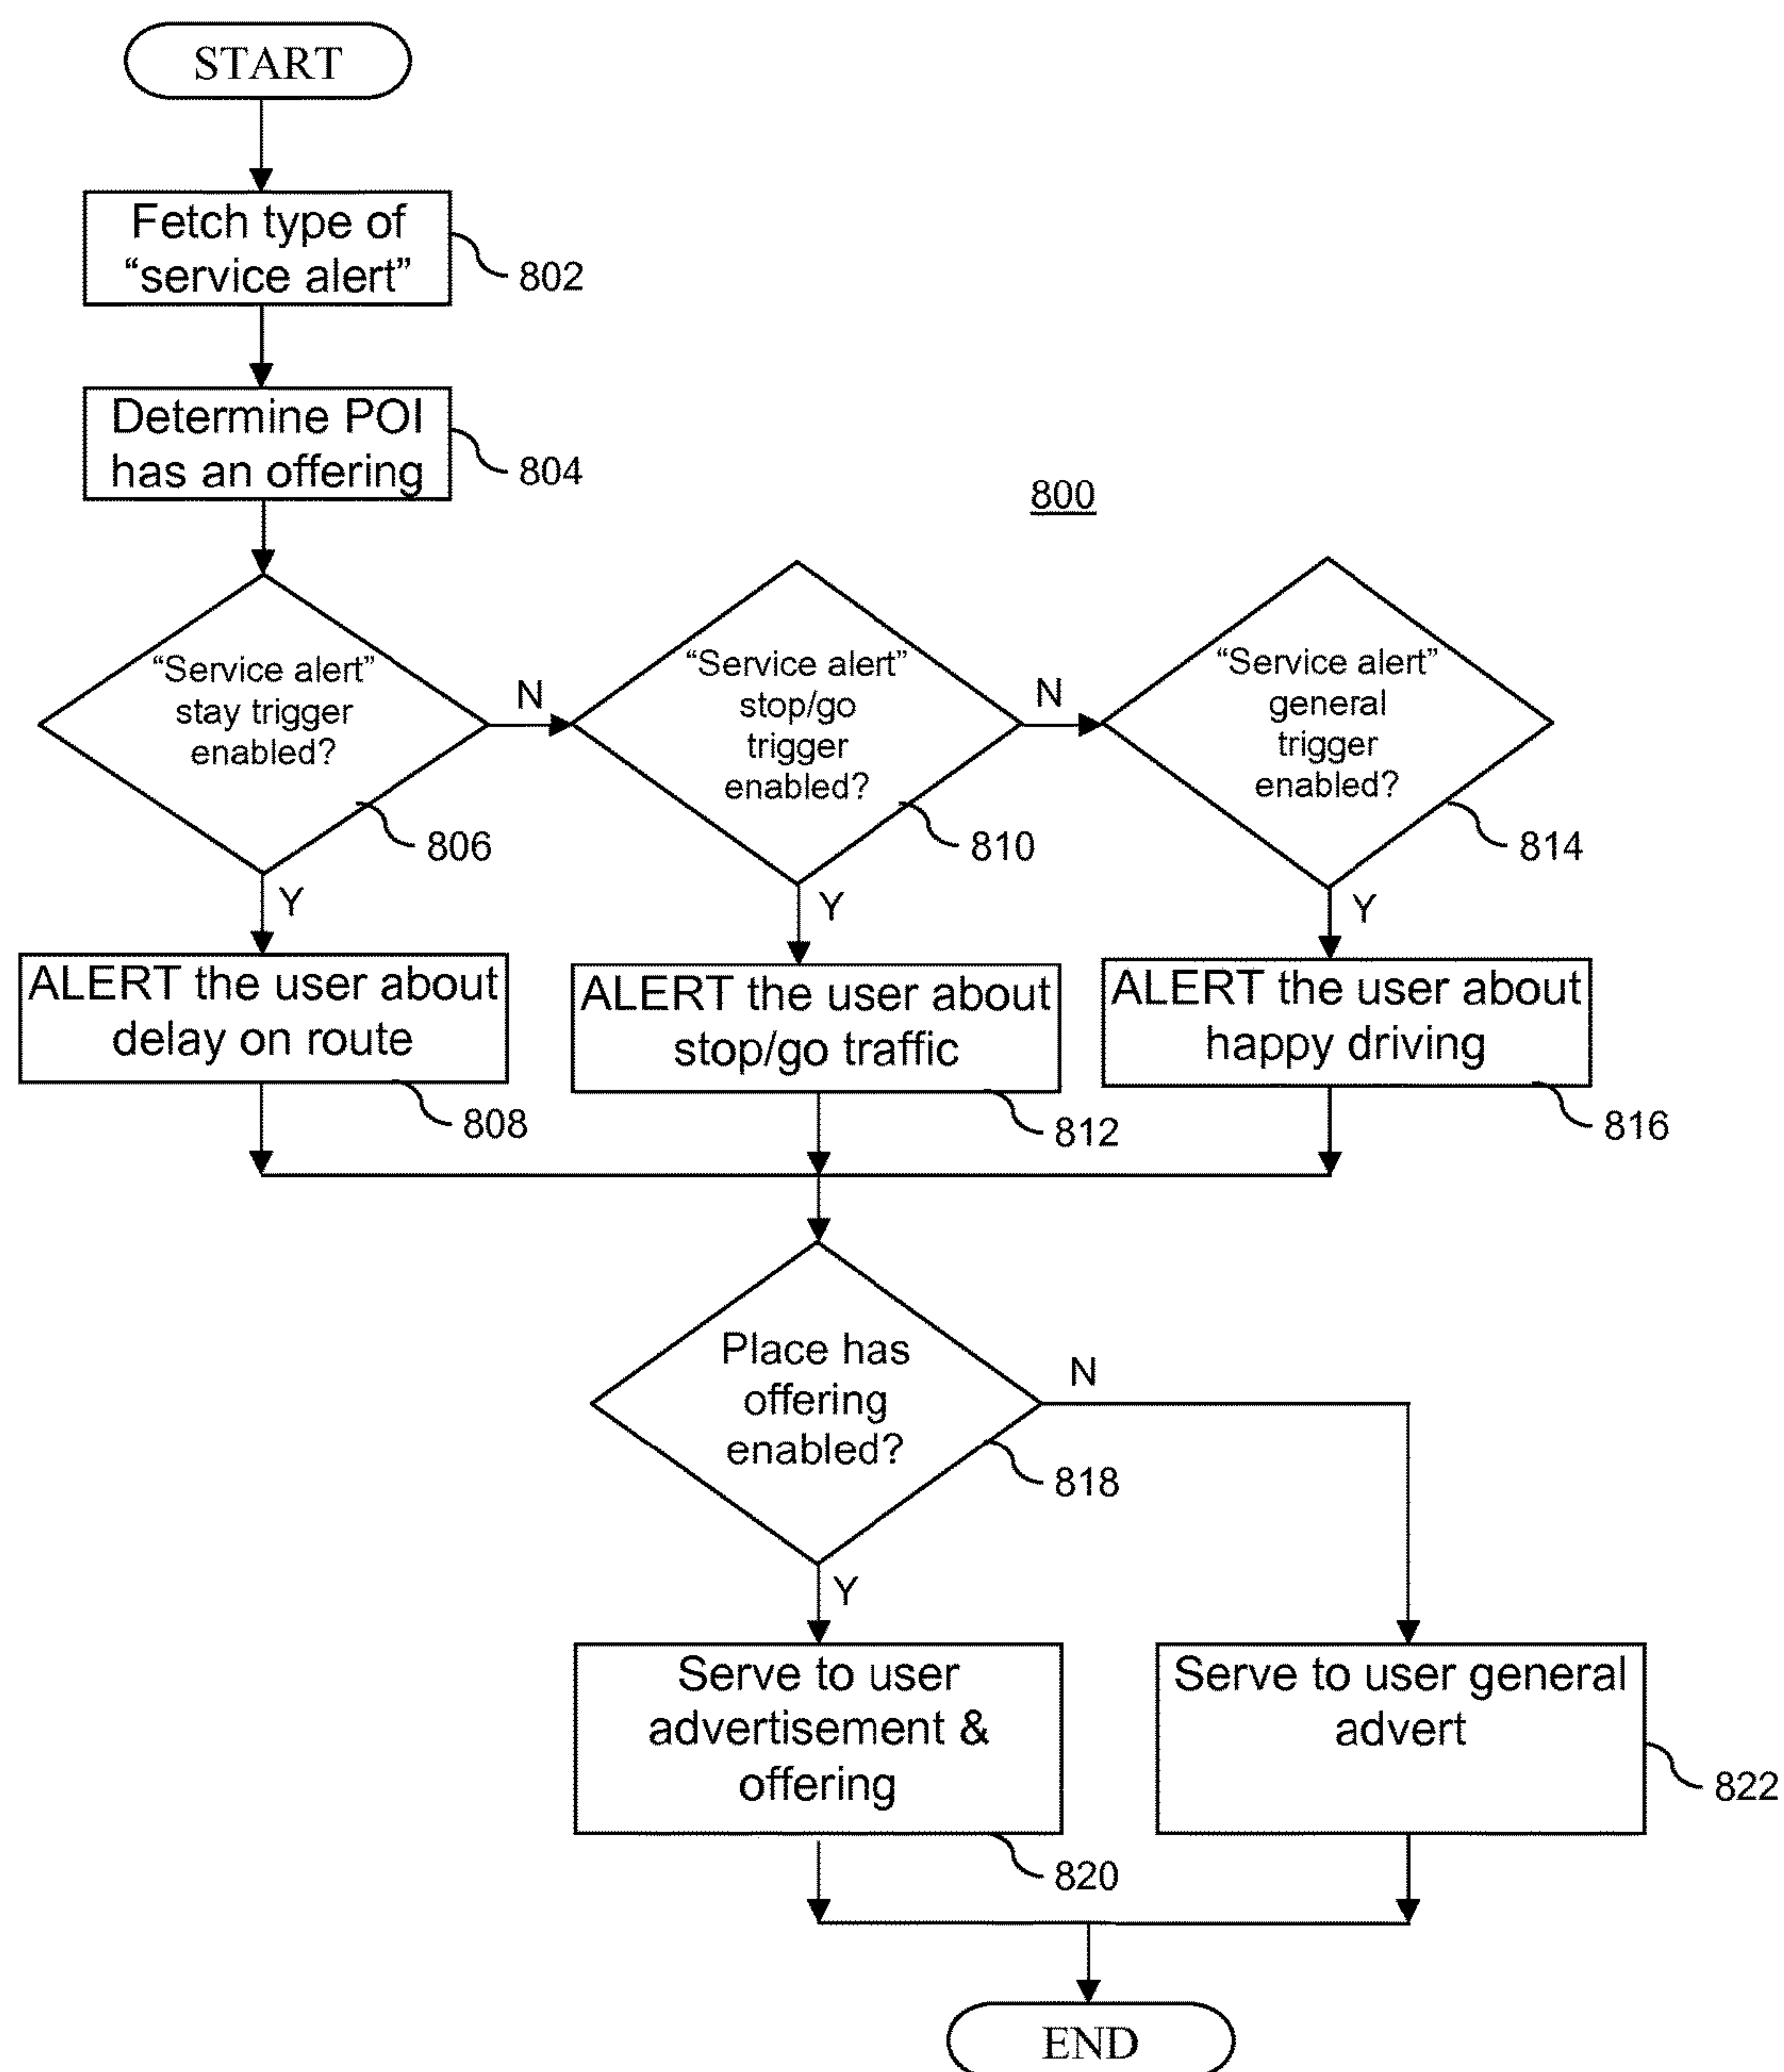 START
Fetch type of
“service alert”
802
Determine POI
has an offering
804
800
“Service alert”
stay trigger
enabled?
806
N
“Service alert”
stop/go
trigger
enabled?
810
N
“Service alert”
general
trigger
enabled?
814
Y
Y
Y
ALERT the user about
delay on route
808
ALERT the user about
stop/go traffic
812
ALERT the user about
happy driving
816
Place has
offering
enabled?
818
N
Y
Serve to user
advertisement &
offering
820
Serve to user general
advert
822
END